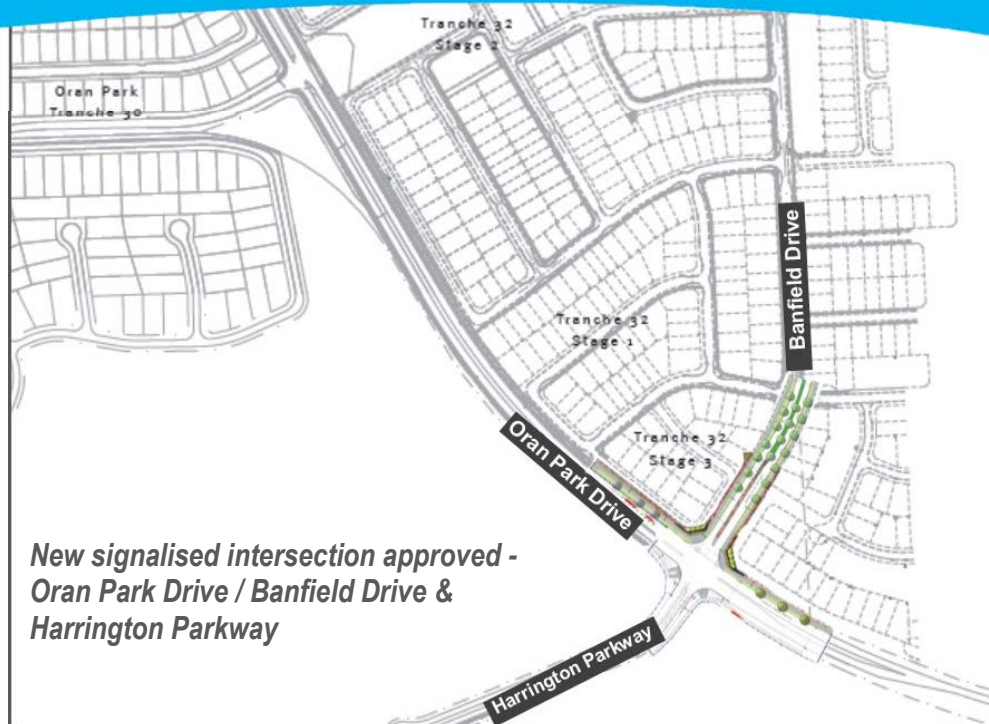 Tranche 32
Stage 2
Oran Park
Tranche 30
Banfield Drive
Tranche 32
Stage 1
Oran Park Drive
Tranche 32
Stage 3
New signalised intersection approved -
Oran Park Drive / Banfield Drive &
Harrington Parkway
Harrington Parkway